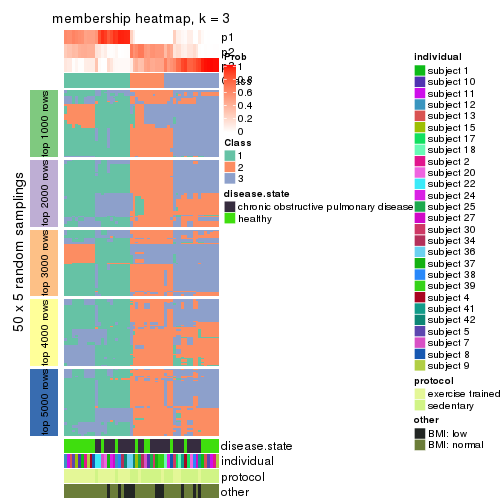 membership heatmap, k = 3
p1
p2
p3
Class
50 x 5 random samplings
top 1000 rows
top 2000 rows
top 3000 rows
top 4000 rows
top 5000 rows
disease.state
individual
protocol
other
Prob
1
0.8
0.6
0.4
0.2
0
Class
1
2
3
disease.state
chronic obstructive pulmonary disease
healthy
individual
subject 1
subject 10
subject 11
subject 12
subject 13
subject 15
subject 17
subject 18
subject 2
subject 20
subject 22
subject 24
subject 25
subject 27
subject 30
subject 34
subject 36
subject 37
subject 38
subject 39
subject 4
subject 41
subject 42
subject 5
subject 7
subject 8
subject 9
protocol
exercise trained
sedentary
other
BMI: low
BMI: normal